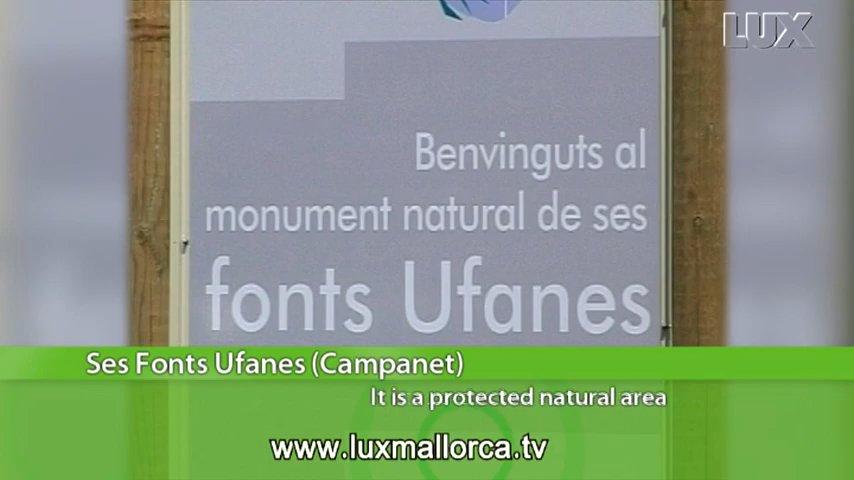 LUX
Benvinguts al
monument natural de ses
fonts Ufanes
Ses Fonts Ufanes (Campanet)
It is a protected natural area
www.luxmallorca.tv